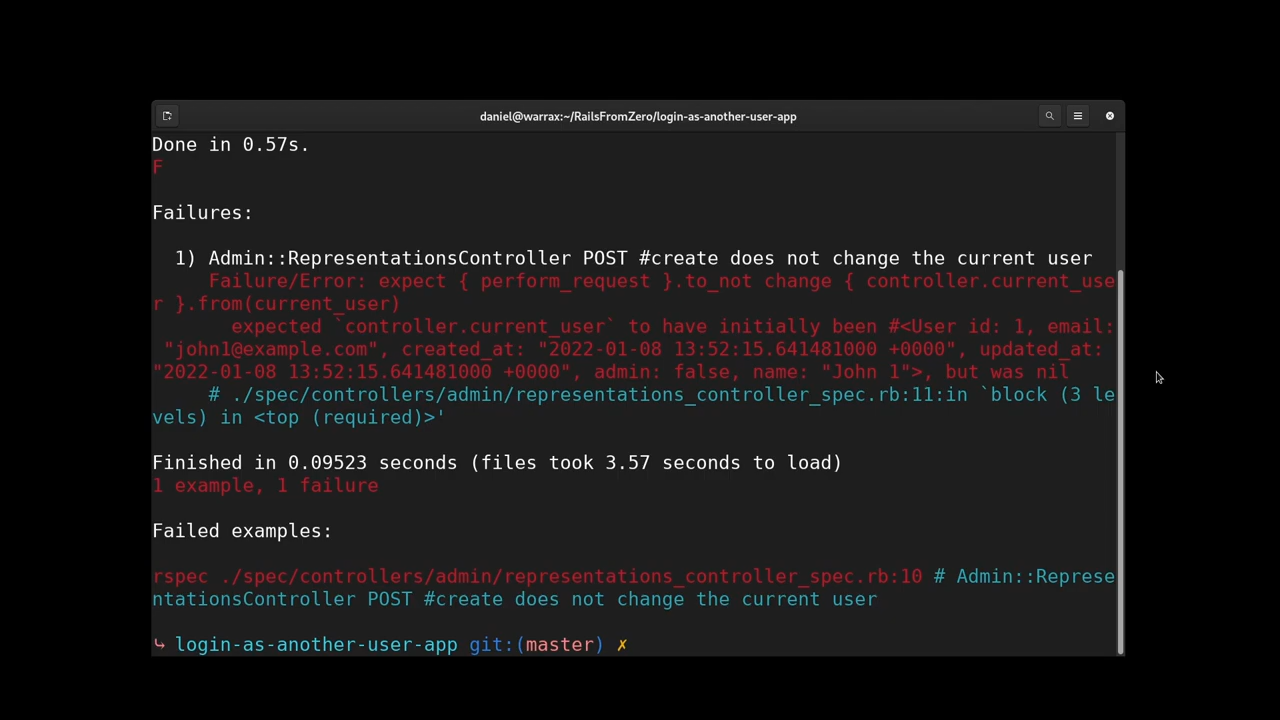 daniel@warrax:~/RailsFromZero/login-as-another-user-app
Done in 0.57s.
F
Failures:
1) Admin::RepresentationsController POST #create does not change the current user
Failure/Error: expect { perform_request }.to_not change { controller.current_use
r }.from(current_user)
expected `controller.current_user` to have initially been #<User id: 1, email:
"john1@example.com", created_at: "2022-01-08 13:52:15.641481000 +0000", updated_at:
"2022-01-08 13:52:15.641481000 +0000", admin: false, name: "John 1">, but was nil
# ./spec/controllers/admin/representations_controller_spec.rb:11:in `block (3 le
vels) in <top (required)>'
Finished in 0.09523 seconds (files took 3.57 seconds to load)
1 example, 1 failure
Failed examples:
rspec ./spec/controllers/admin/representations_controller_spec.rb:10 # Admin::Represe
ntationsController POST #create does not change the current user
↪ login-as-another-user-app git:(master) ✗